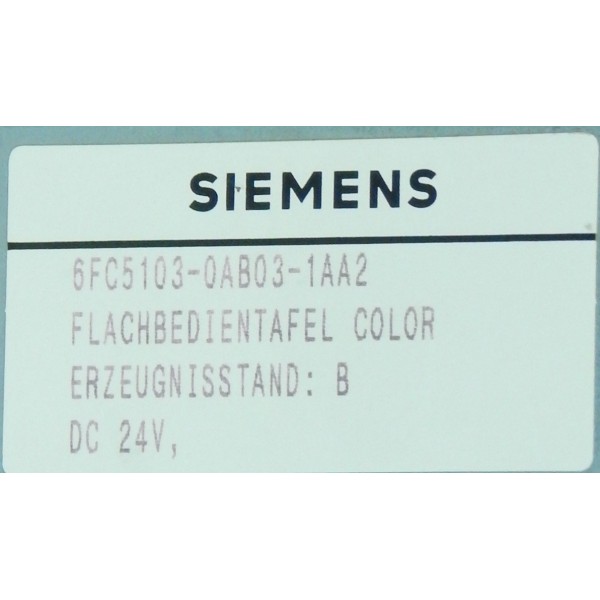 SIEMENS
6FC5103-0AB03-1AA2
FLACHBEDIENTAFEL COLOR
ERZEUGNISSTAND: B
DC 24V,